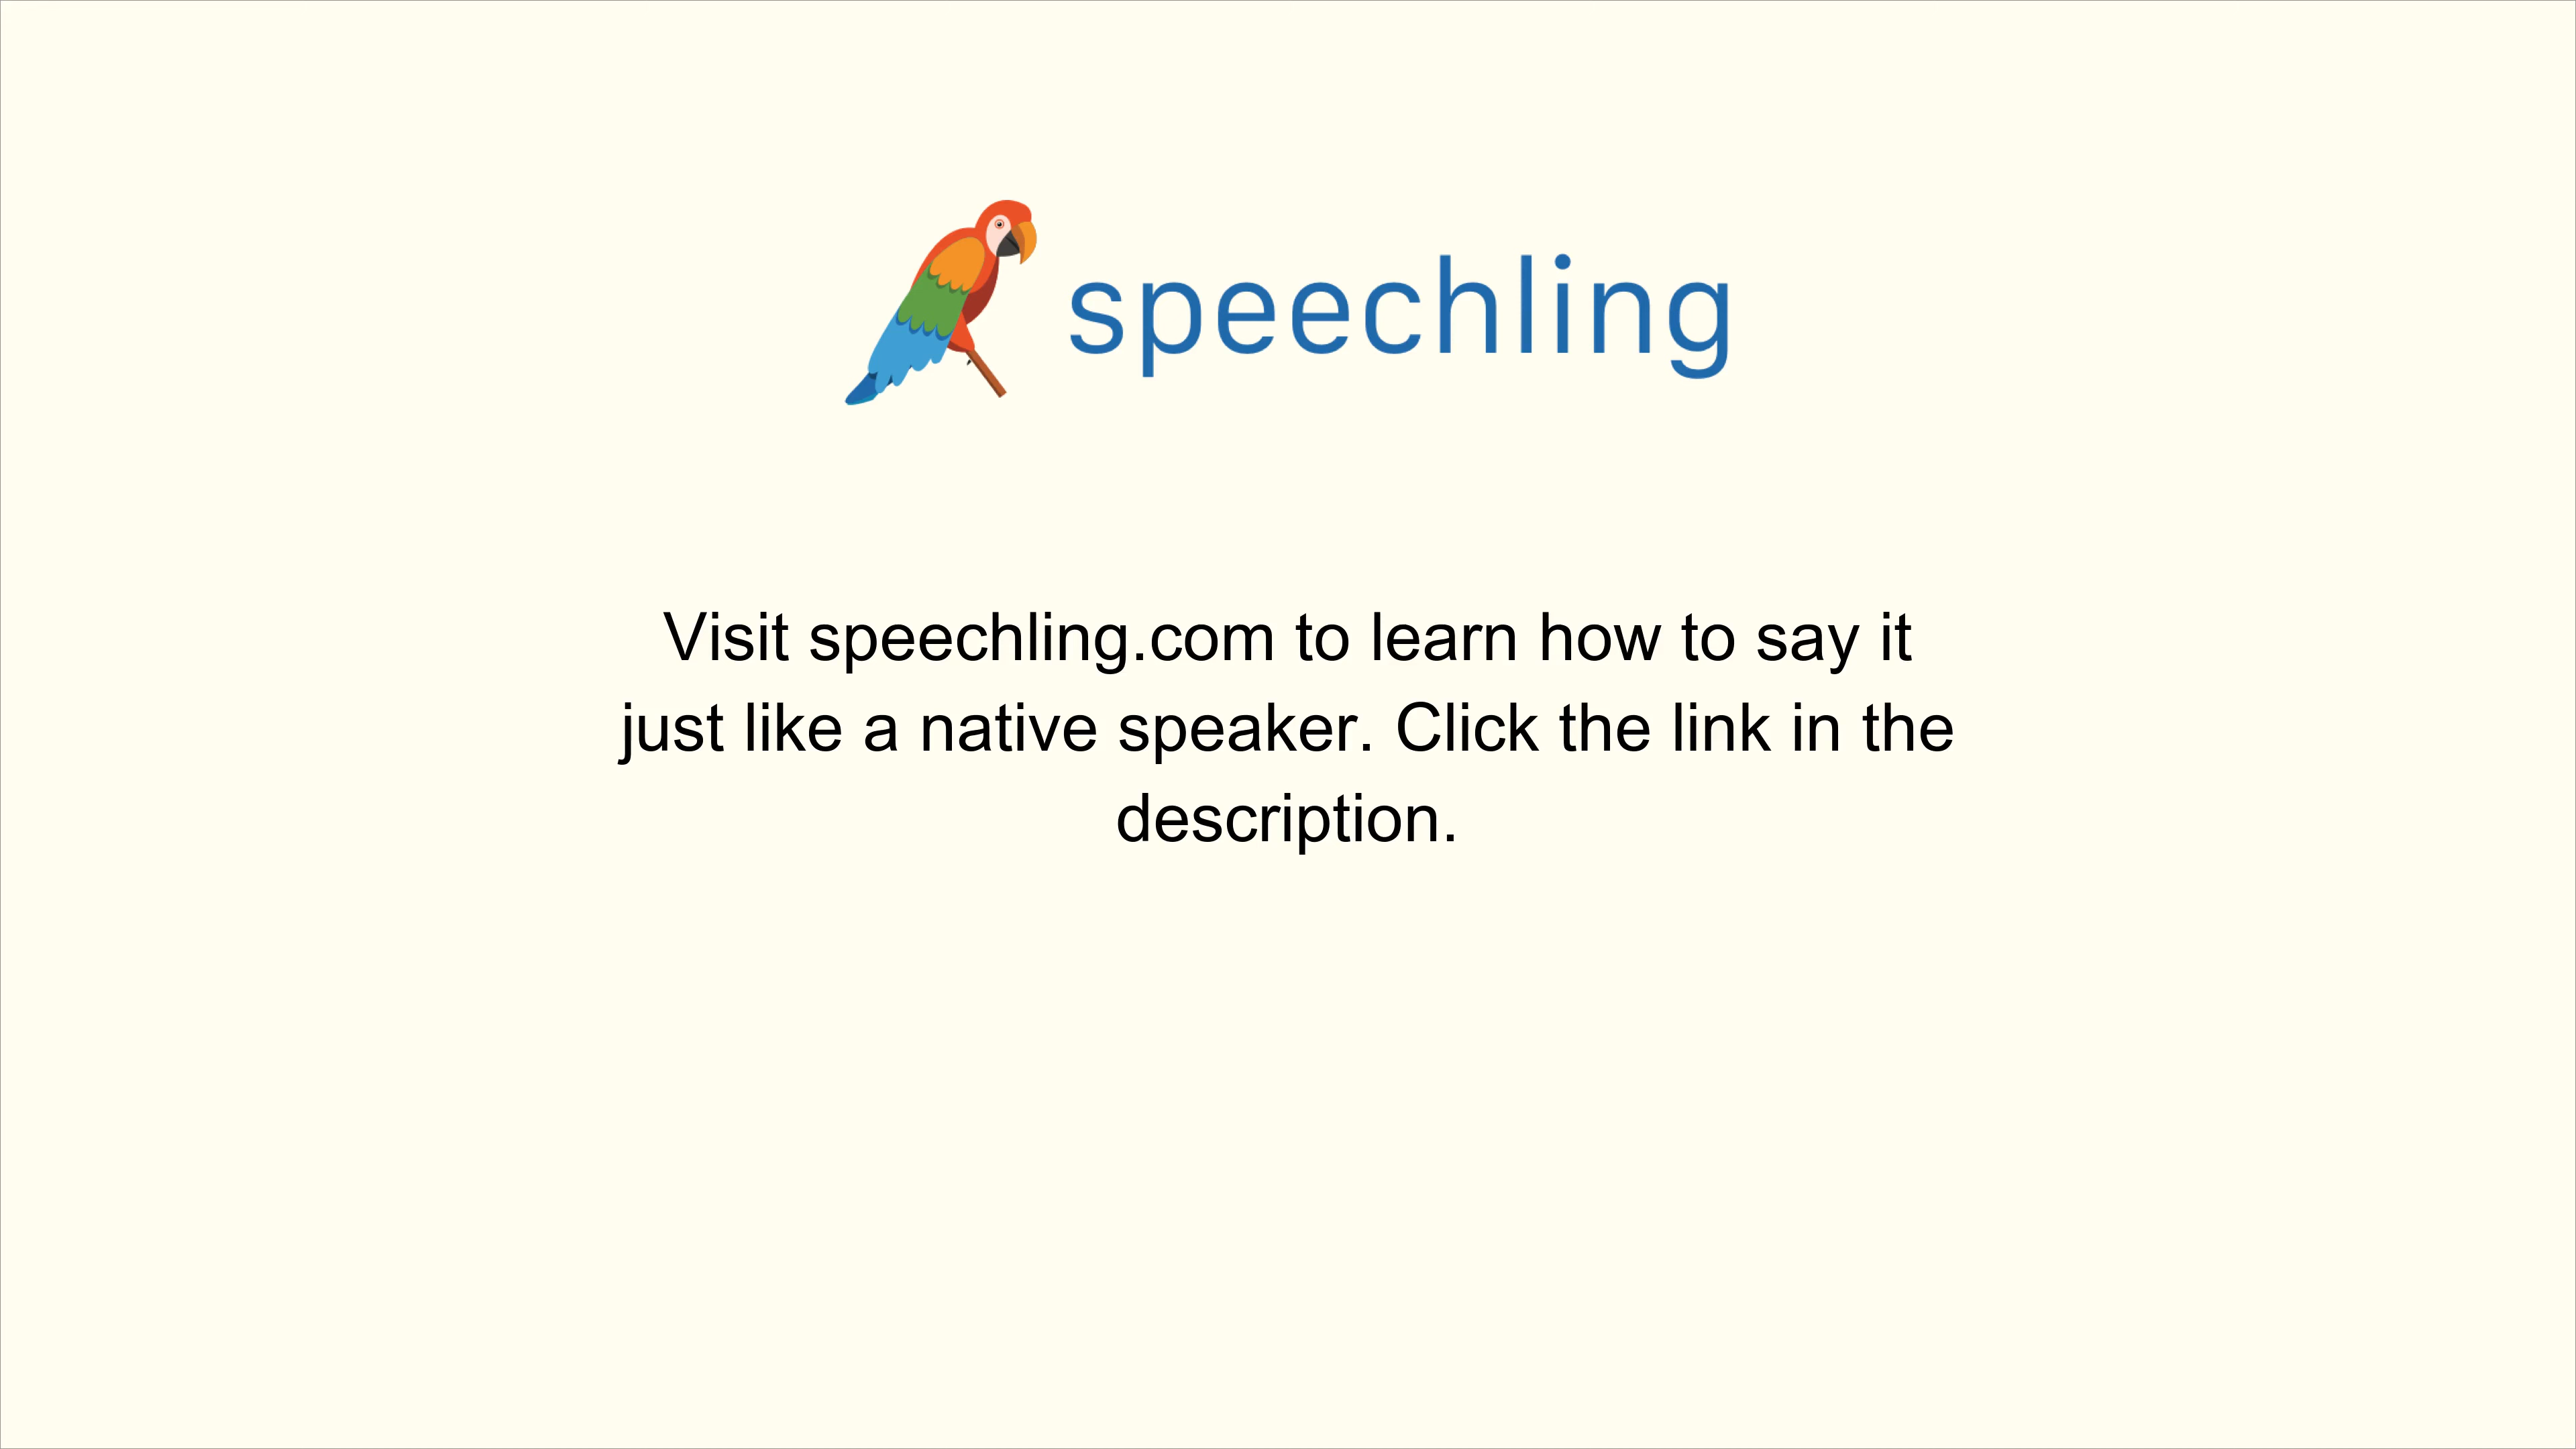 speechling
Visit speechling.com to learn how to say it
just like a native speaker. Click the link in the
description.